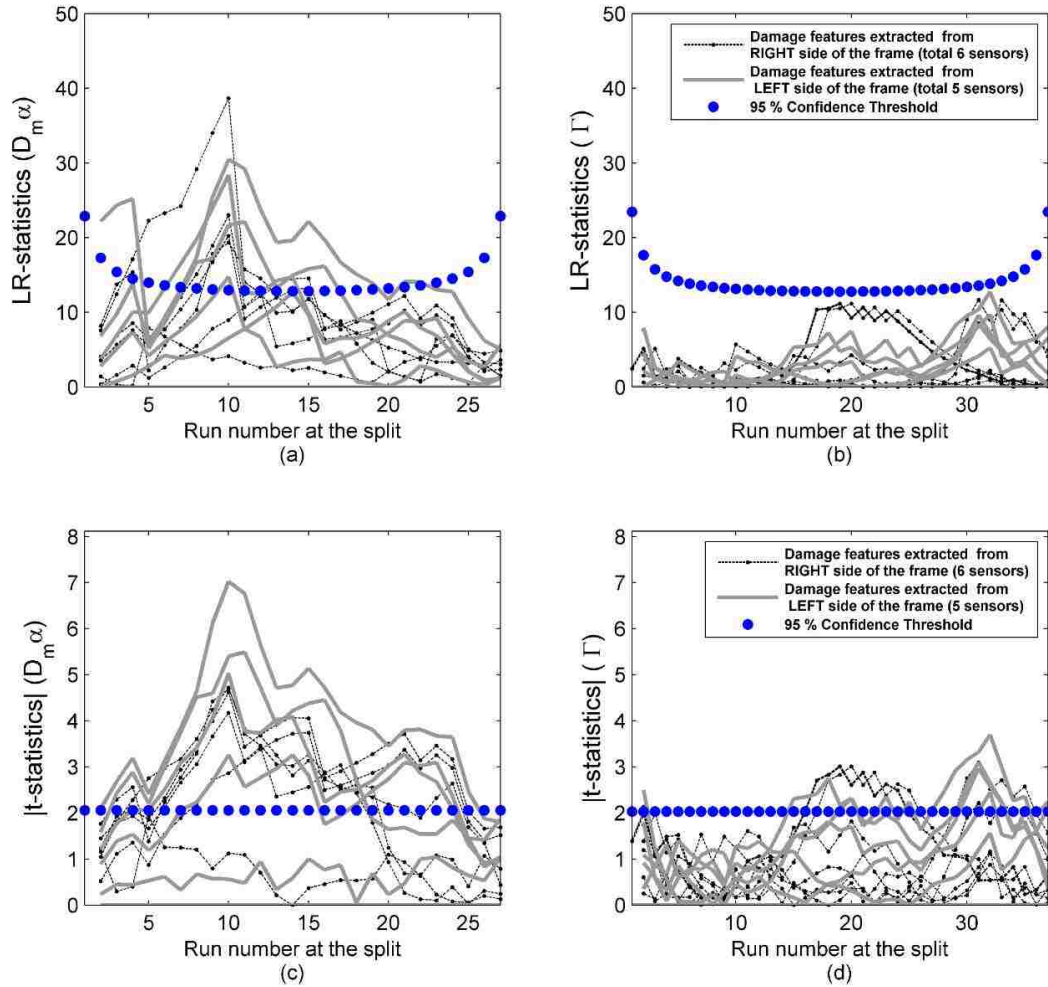 50
40
30
20
10
0
LR-statistics (DmA α)
5 10 15 20 25
Run number at the split
(a)
50
40
30
20
10
0
LR-statistics ( Γ )
Damage features extracted from
RIGHT side of the frame (total 6 sensors)
Damage features extracted from
LEFT side of the frame (total 5 sensors)
95 % Confidence Threshold
10 20 30
Run number at the split
(b)
8
7
6
5
4
3
2
1
0
|t-statistics| (Dm α)
5 10 15 20 25
Run number at the split
(c)
8
7
6
5
4
3
2
1
0
|t-statistics| ( Γ )
Damage features extracted from
RIGHT side of the frame (6 sensors)
Damage features extracted from
LEFT side of the frame (5 sensors)
95 % Confidence Threshold
10 20 30
Run number at the split
(d)